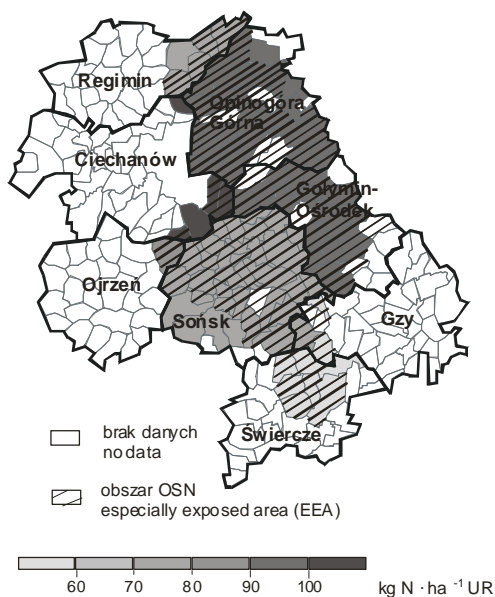 Regimin
Opinogóra
Górna
Ciechanów
Gołymin-
Ośrodek
Ojrzeń
Sońsk
Gzy
Świercze
brak danych
no data
obszar OSN
especially exposed area (EEA)
60 70 80 90 100 kg N · ha -1 UR